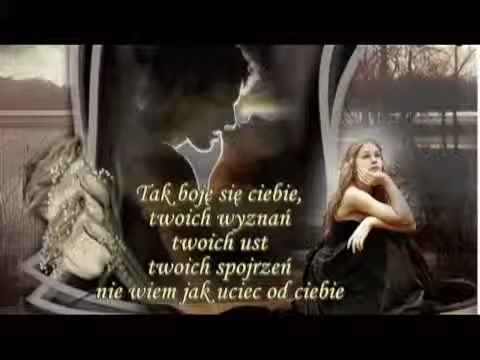 Tak boję się ciebie,
twoich wyznań
twoich ust
twoich spojrzeń
nie wiem jak uciec od ciebie